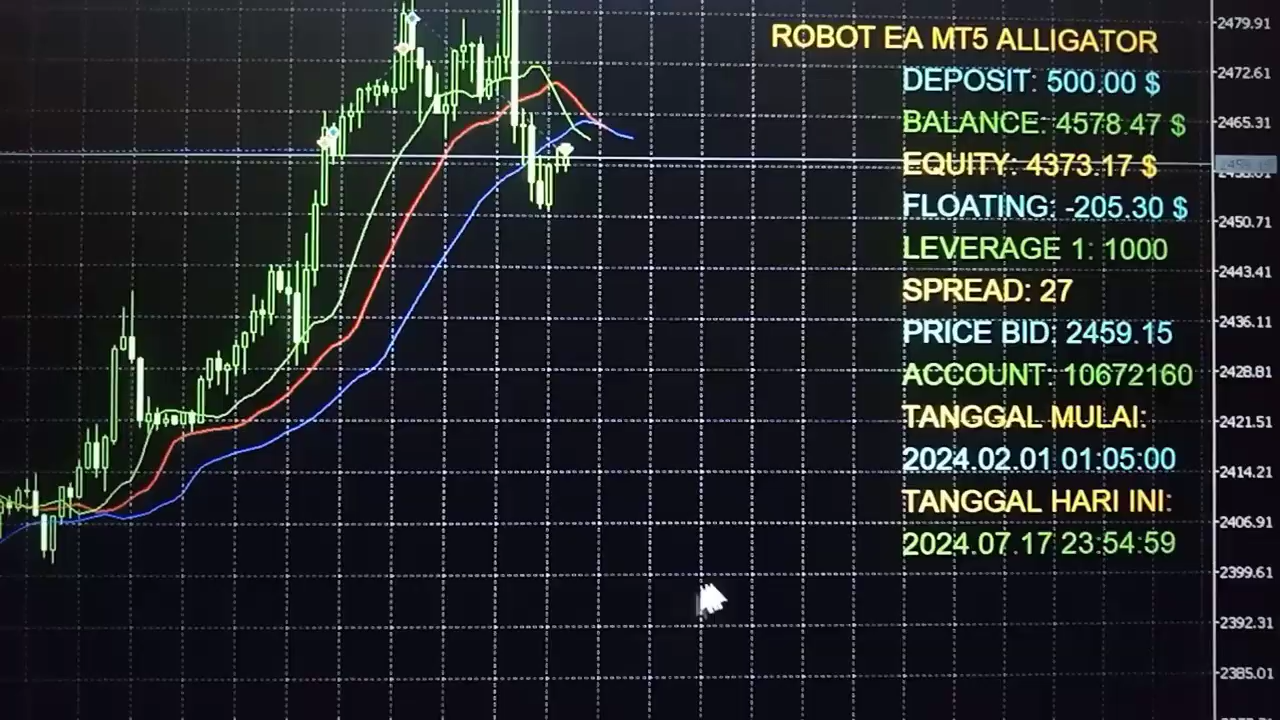 ROBOT EA MT5 ALLIGATOR
DEPOSIT: 500.00 $
BALANCE: 4578.47 $
EQUITY: 4373.17 $
FLOATING: -205.30 $
LEVERAGE 1: 1000
SPREAD: 27
PRICE BID: 2459.15
ACCOUNT: 10672160
TANGGAL MULAI:
2024.02.01 01:05:00
TANGGAL HARI INI:
2024.07.17 23:54:59
2479.91
2472.61
2465.31
2450.71
2443.41
2436.11
2428.81
2421.51
2414.21
2406.91
2399.61
2392.31
2385.01